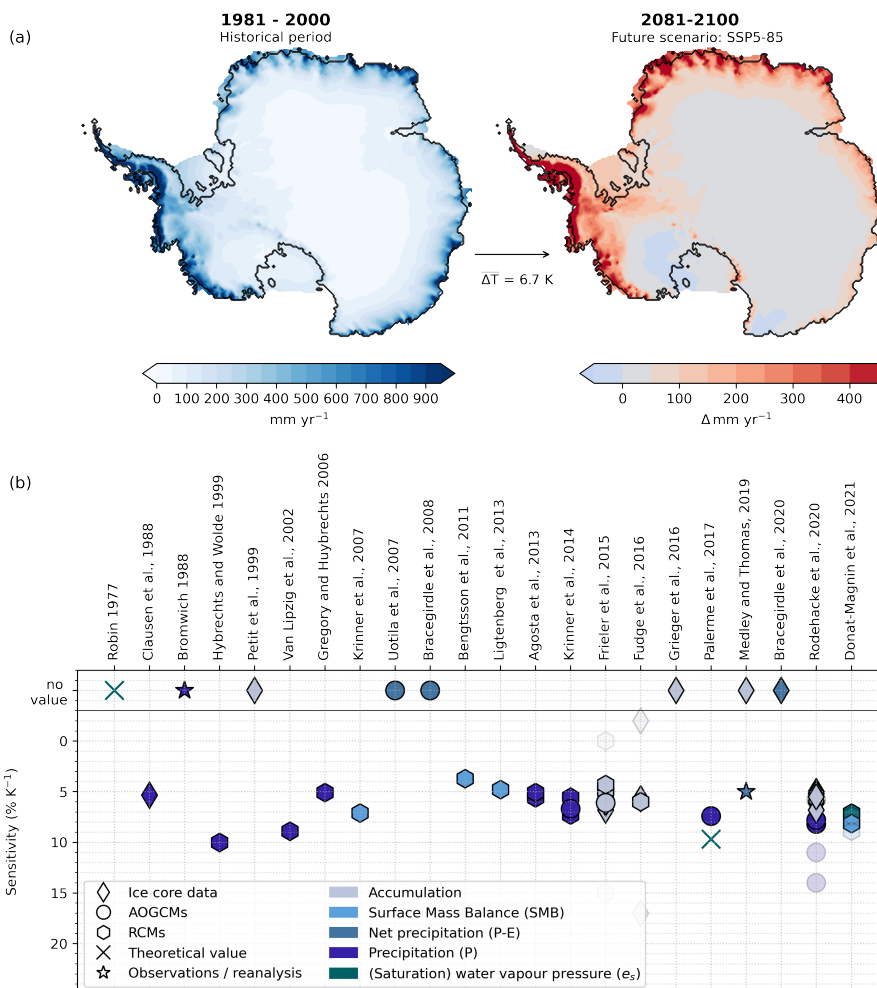 (a)
1981 - 2000
Historical period
2081-2100
Future scenario: SSP5-85
ΔT = 6.7 K
0 100 200 300 400 500 600 700 800 900
mm yr⁻¹
0 100 200 300 400
Δ mm yr⁻¹
(b)
Robin 1977
Clausen et al., 1988
Bromwich 1988
Hybrechts and Wolde 1999
Petit et al., 1999
Van Lipzig et al., 2002
Gregory and Huybrechts 2006
Krinner et al., 2007
Uotila et al., 2007
Bracegirdle et al., 2008
Bengtsson et al., 2011
Ligtenberg et al., 2013
Agosta et al., 2013
Krinner et al., 2014
Frieler et al., 2015
Fudge et al., 2016
Grieger et al., 2016
Palerme et al., 2017
Medley and Thomas, 2019
Bracegirdle et al., 2020
Rodehacke et al., 2020
Donat-Magnin et al., 2021
no
value
0
5
10
15
20
Sensitivity (% K⁻¹)
Ice core data
AOGCMs
RCMs
Theoretical value
Observations / reanalysis
Accumulation
Surface Mass Balance (SMB)
Net precipitation (P-E)
Precipitation (P)
(Saturation) water vapour pressure (eₛ)